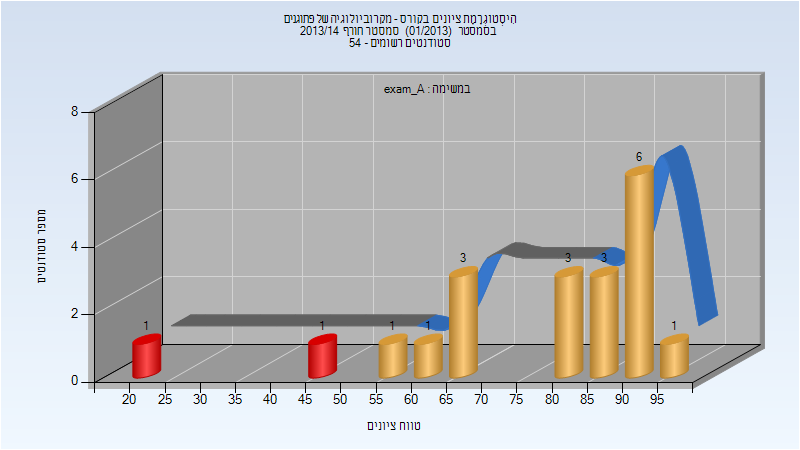 היסטוגרמת ציונים בקורס - מיקרוביולוגיה של פתוגנים
בסמסטר (01/2013) סמסטר חורף 2013/14
סטודנטים רשומים - 54
במשימה : exam_A
8
6
4
2
0
מספר סטודנטים
1
1
1
1
3
3
3
6
1
20 25 30 35 40 45 50 55 60 65 70 75 80 85 90 95
טווח ציונים